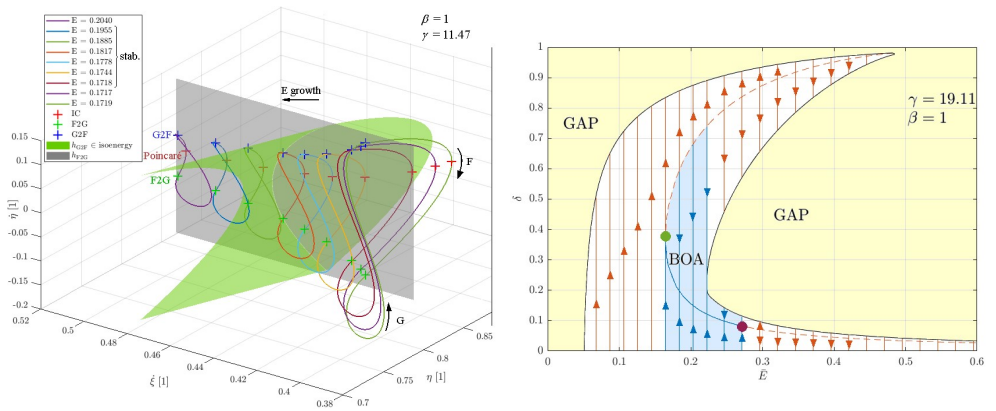 E = 0.2040
E = 0.1955
E = 0.1885
E = 0.1817
E = 0.1778
E = 0.1744
E = 0.1718
E = 0.1717
E = 0.1719
stab.
IC
F2G
G2F
h_{G2F} ∈ isoenergy
h_{F2G}
β = 1
γ = 11.47
E growth
G2F
Poincare
F2G
F
G
0.15
0.1
0.05
0
-0.05
-0.1
-0.15
-0.2
η̇ [1]
0.52
0.5
0.48
0.46
0.44
0.42
0.4
0.38
ξ̇ [1]
0.7
0.75
0.8
0.85
η [1]
1
0.9
0.8
0.7
0.6
0.5
0.4
0.3
0.2
0.1
0
δ
0
0.1
0.2
0.3
0.4
0.5
0.6
Ē
GAP
GAP
BOA
γ = 19.11
β = 1